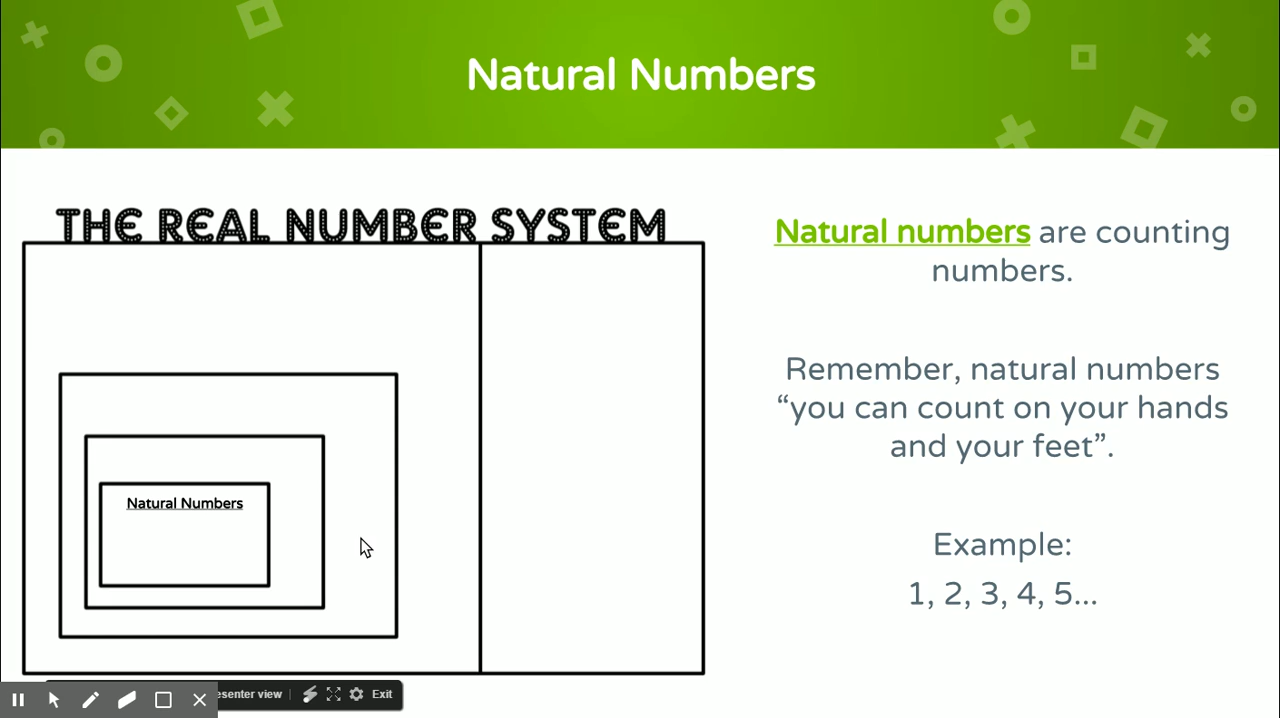 Natural Numbers
THE REAL NUMBER SYSTEM
Natural Numbers
Natural numbers are counting
numbers.
Remember, natural numbers
“you can count on your hands
and your feet”.
Example:
1, 2, 3, 4, 5...
view
Exit